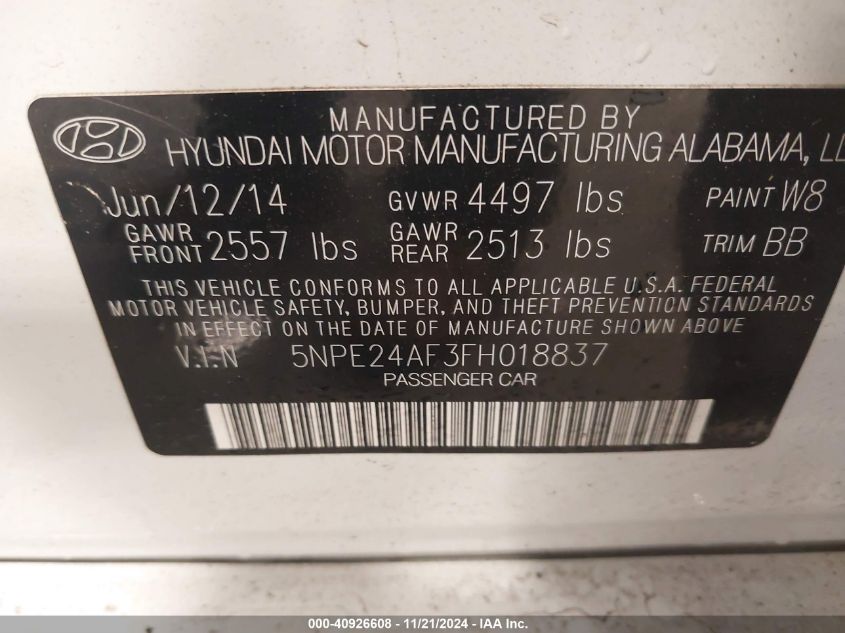 MANUFACTURED BY
HYUNDAI MOTOR MANUFACTURING ALABAMA,
Jun/12/14 GVWR 4497 lbs PAINT W8
GAWR FRONT 2557 lbs GAWR REAR 2513 lbs TRIM BB
THIS VEHICLE CONFORMS TO ALL APPLICABLE U.S.A. FEDERAL
MOTOR VEHICLE SAFETY, BUMPER, AND THEFT PREVENTION STANDARDS
IN EFFECT ON THE DATE OF MANUFACTURE SHOWN ABOVE
V.I.N 5NPE24AF3FH018837
PASSENGER CAR
000-40926608 - 11/21/2024 - IAA Inc.